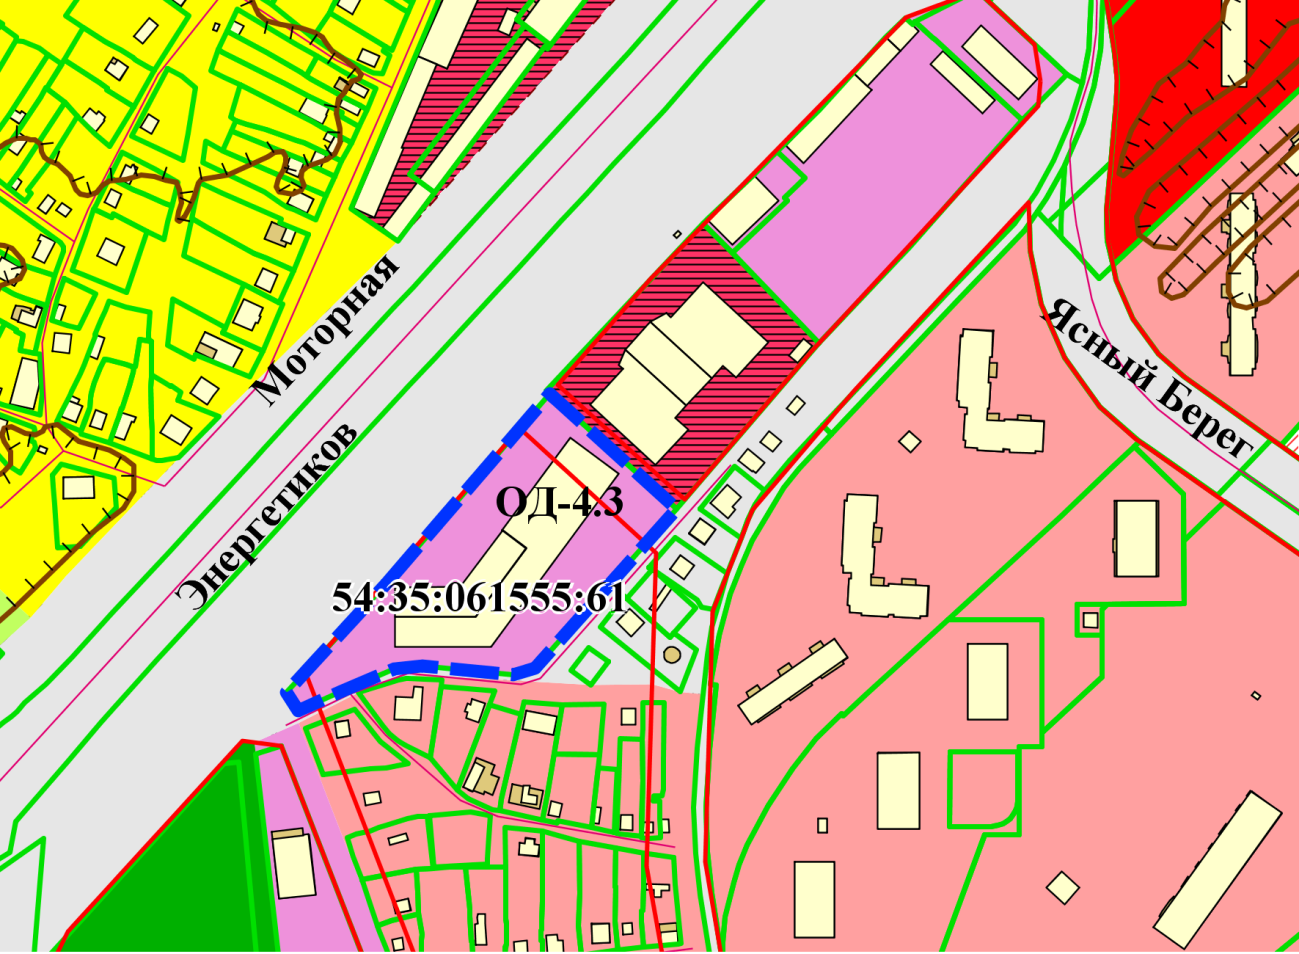 Моторная
Ясный Берег
Энергетиков
ОД-4.3
54:35:061555:61